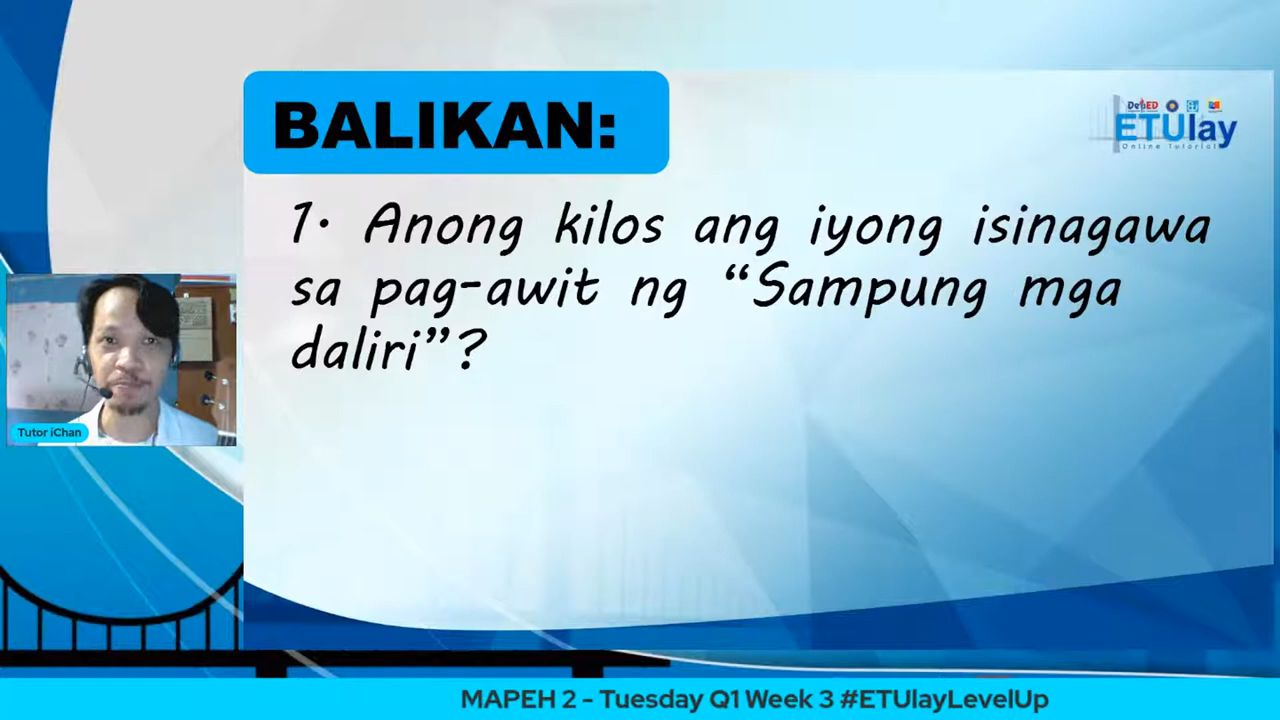 BALIKAN:
DepED
ETUlay
Online Tutorial
1. Anong kilos ang iyong isinagawa
sa pag-awit ng “Sampung mga
daliri”?
Tutor iChan
MAPEH 2 - Tuesday Q1 Week 3 #ETUlayLevelUp